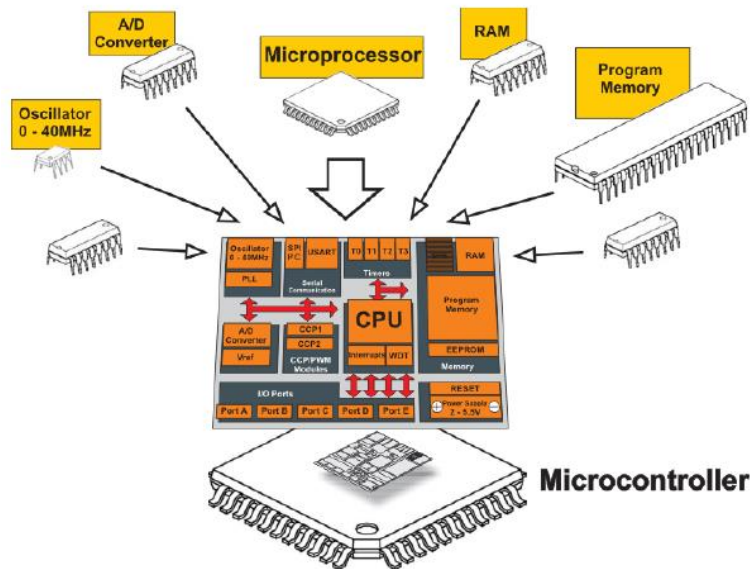 A/D
Converter
RAM
Microprocessor
Program
Memory
Oscillator
0 - 40MHz
Oscillator
0 - 40MHz
PLL
SPI
I²C
USART
Serial
Communication
T0
T1
T2
T3
Timers
RAM
Program
Memory
EEPROM
Memory
A/D
Converter
Vref
CCP1
CCP2
CCP/PWM
Modules
CPU
Interrupts
WDT
I/O Ports
Port A
Port B
Port C
Port D
Port E
RESET
Power Supply
2 - 5.5V
Microcontroller